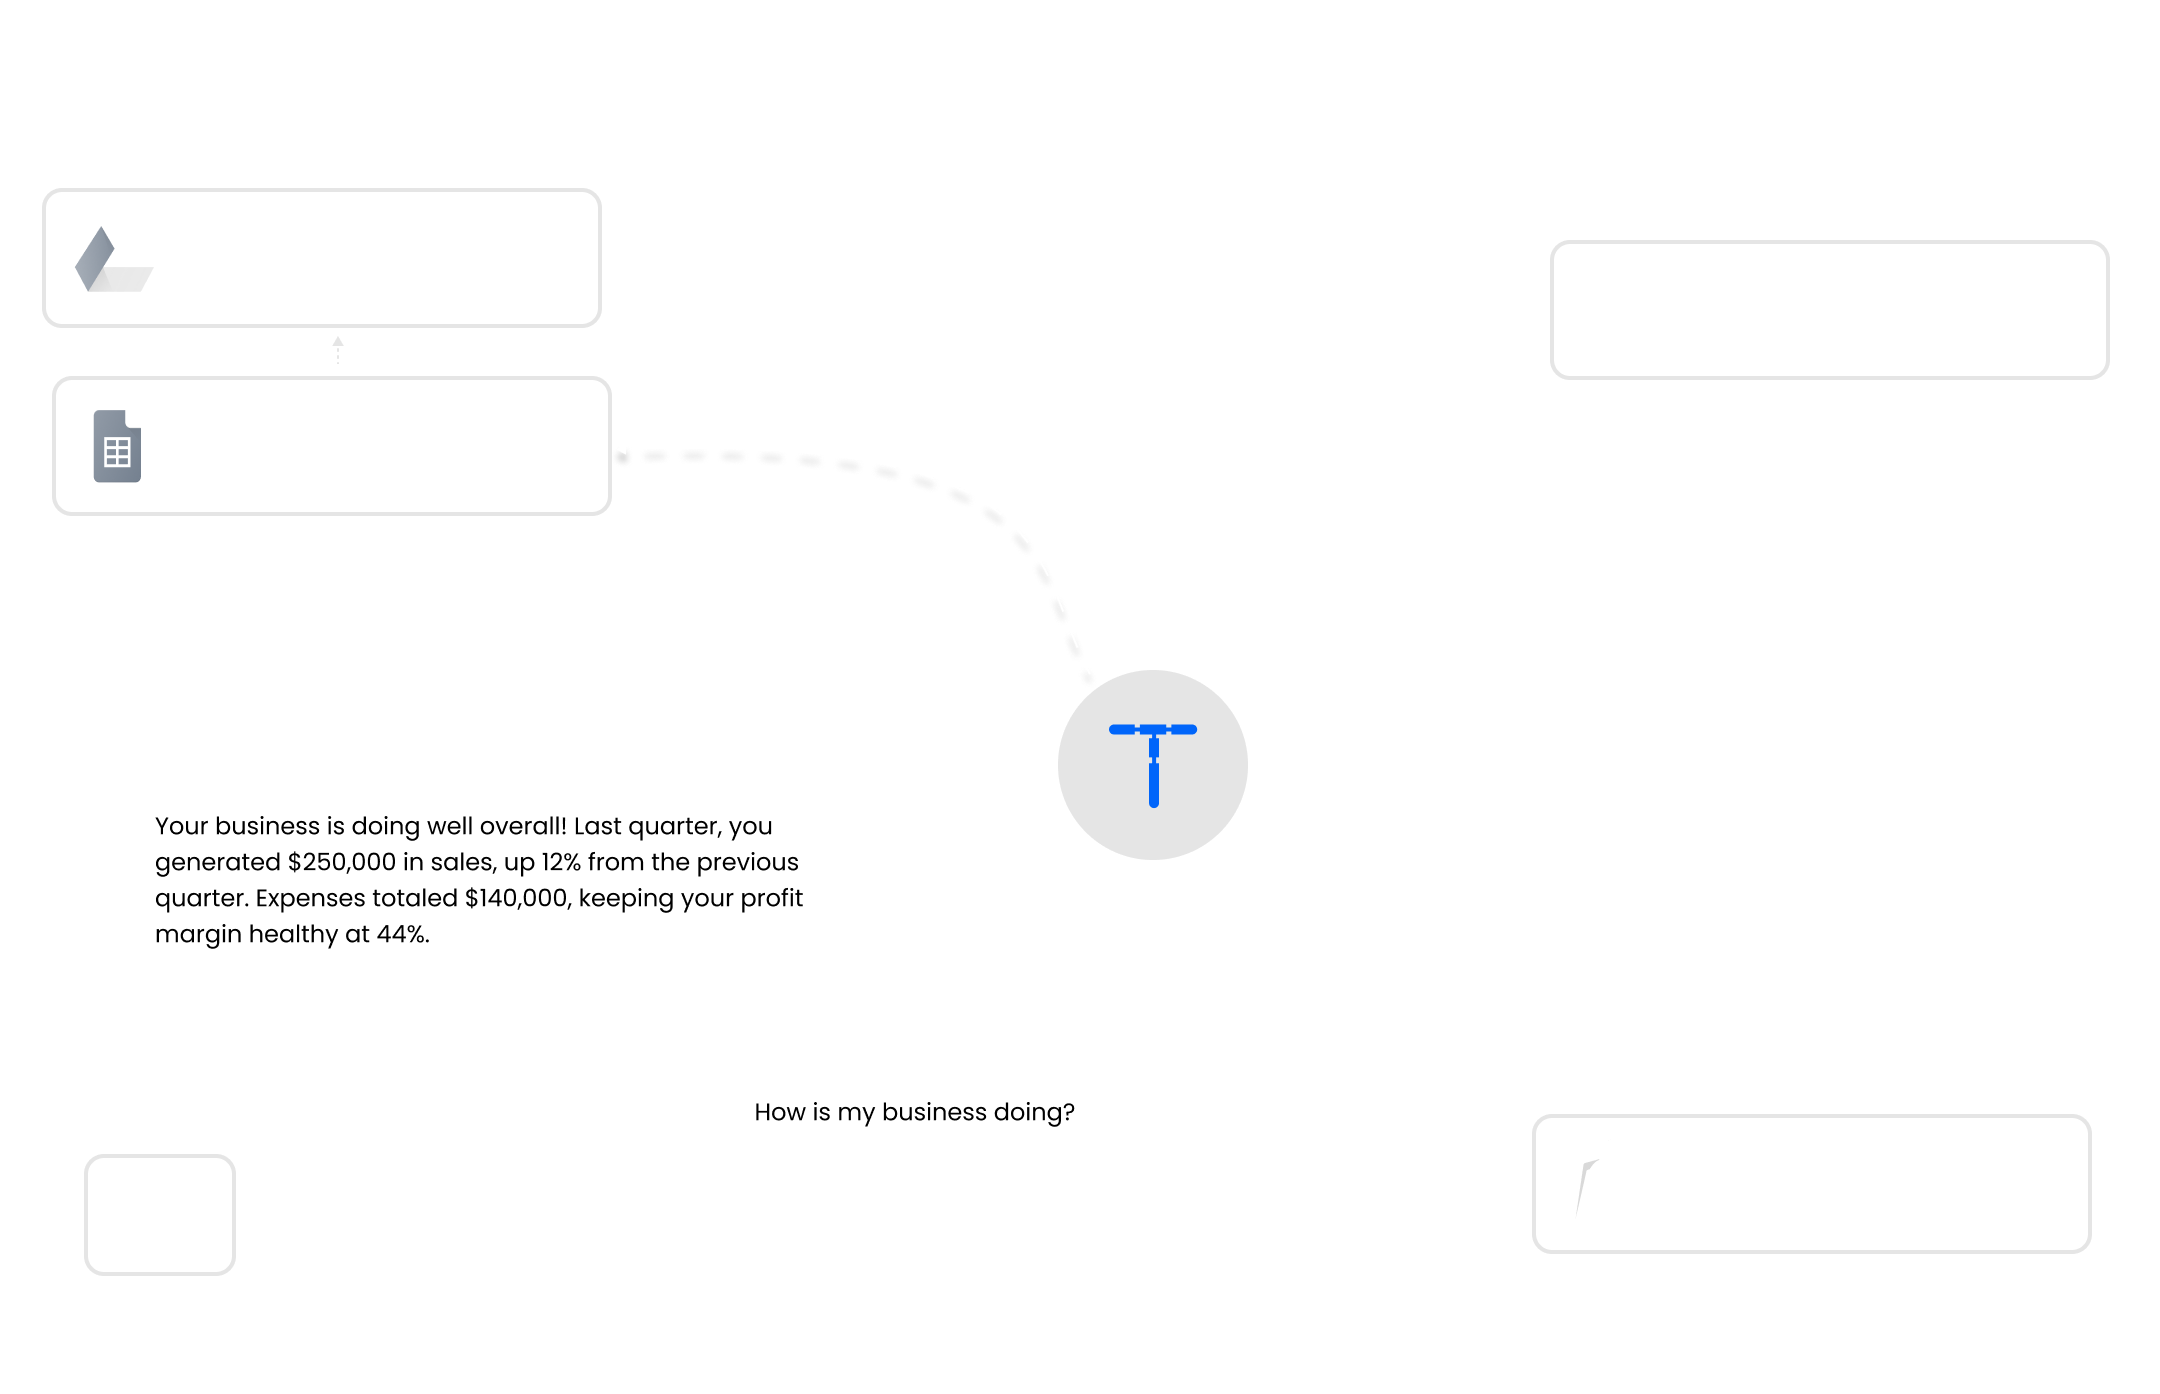 Your business is doing well overall! Last quarter, you
generated $250,000 in sales, up 12% from the previous
quarter. Expenses totaled $140,000, keeping your profit
margin healthy at 44%.
How is my business doing?